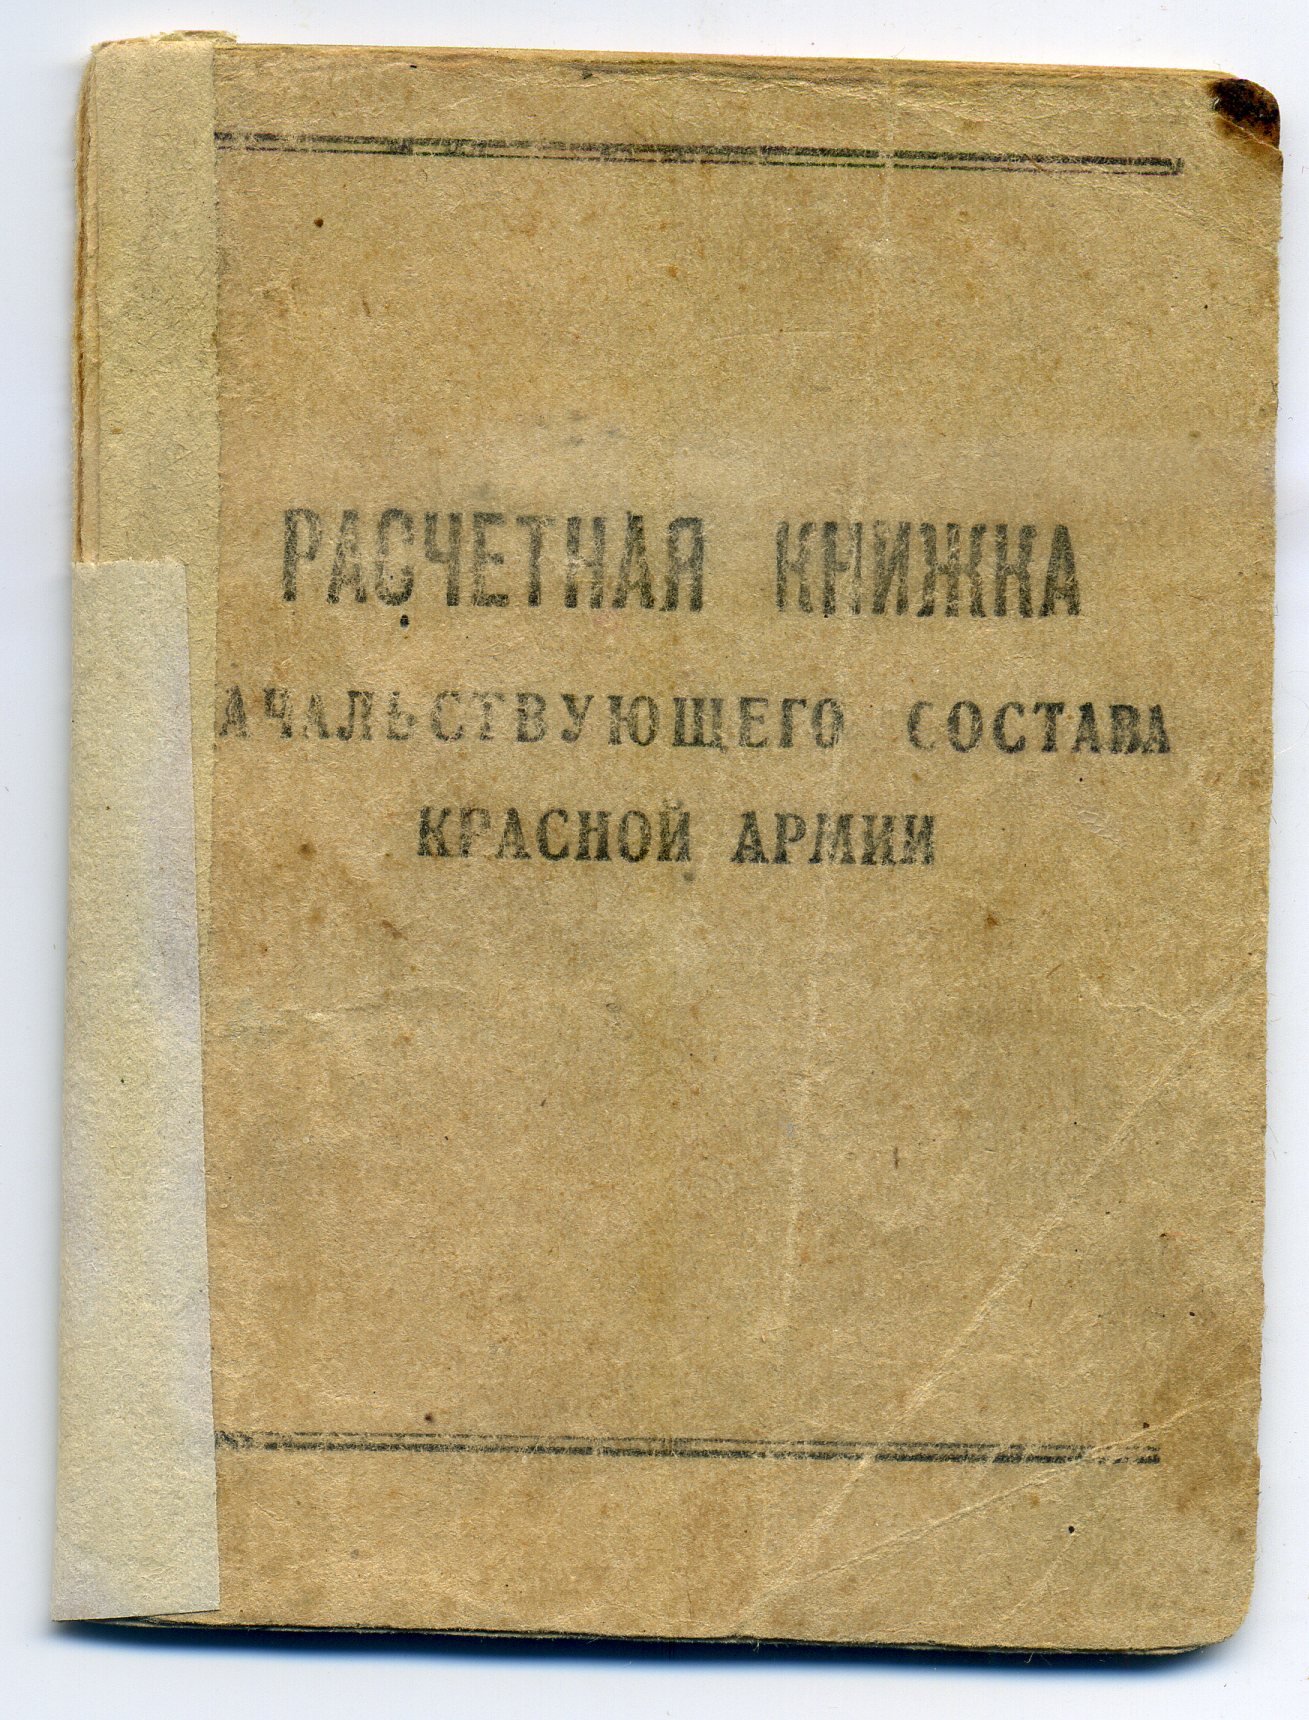 РАСЧЕТНАЯ КНИЖКА
АЧАЛЬСТВУЮЩЕГО СОСТАВА
КРАСНОЙ АРМИИ